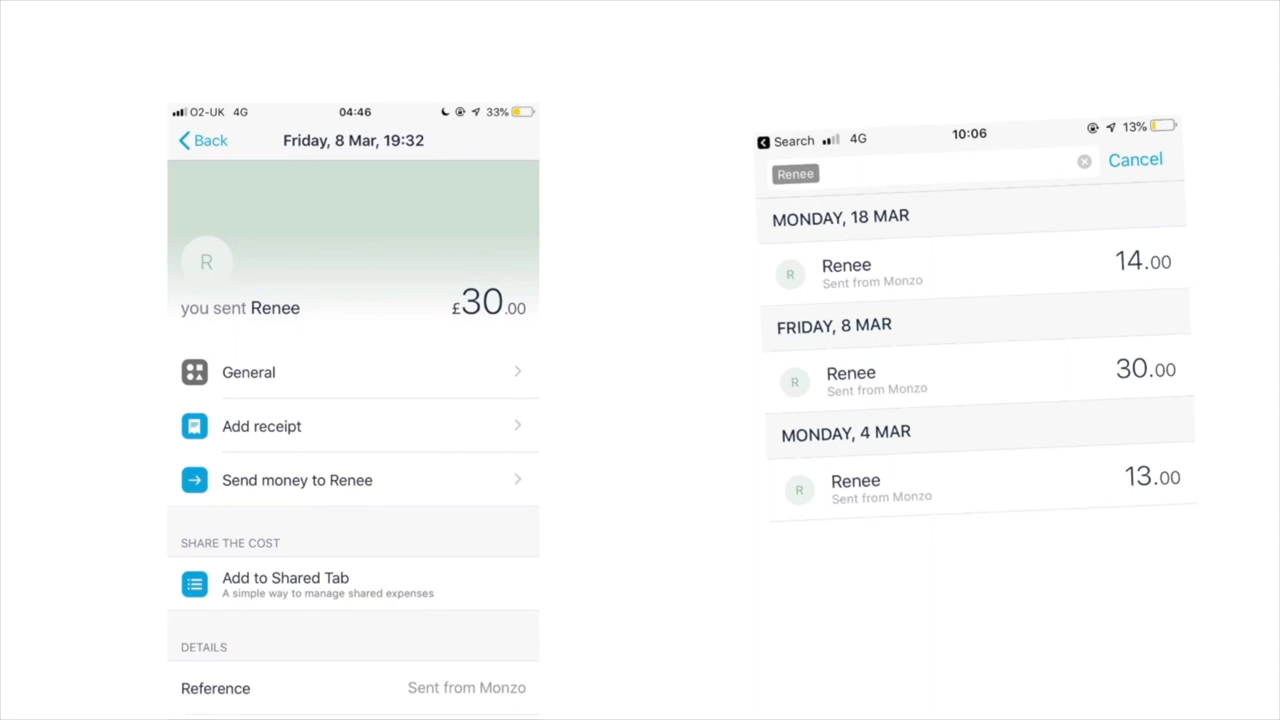 O2-UK 4G 04:46 33%
Back Friday, 8 Mar, 19:32
R
you sent Renee £30.00
General
Add receipt
Send money to Renee
SHARE THE COST
Add to Shared Tab
A simple way to manage shared expenses
DETAILS
Reference Sent from Monzo
Search 4G 10:06 13%
Renee Cancel
MONDAY, 18 MAR
R Renee 14.00
Sent from Monzo
FRIDAY, 8 MAR
R Renee 30.00
Sent from Monzo
MONDAY, 4 MAR
R Renee 13.00
Sent from Monzo